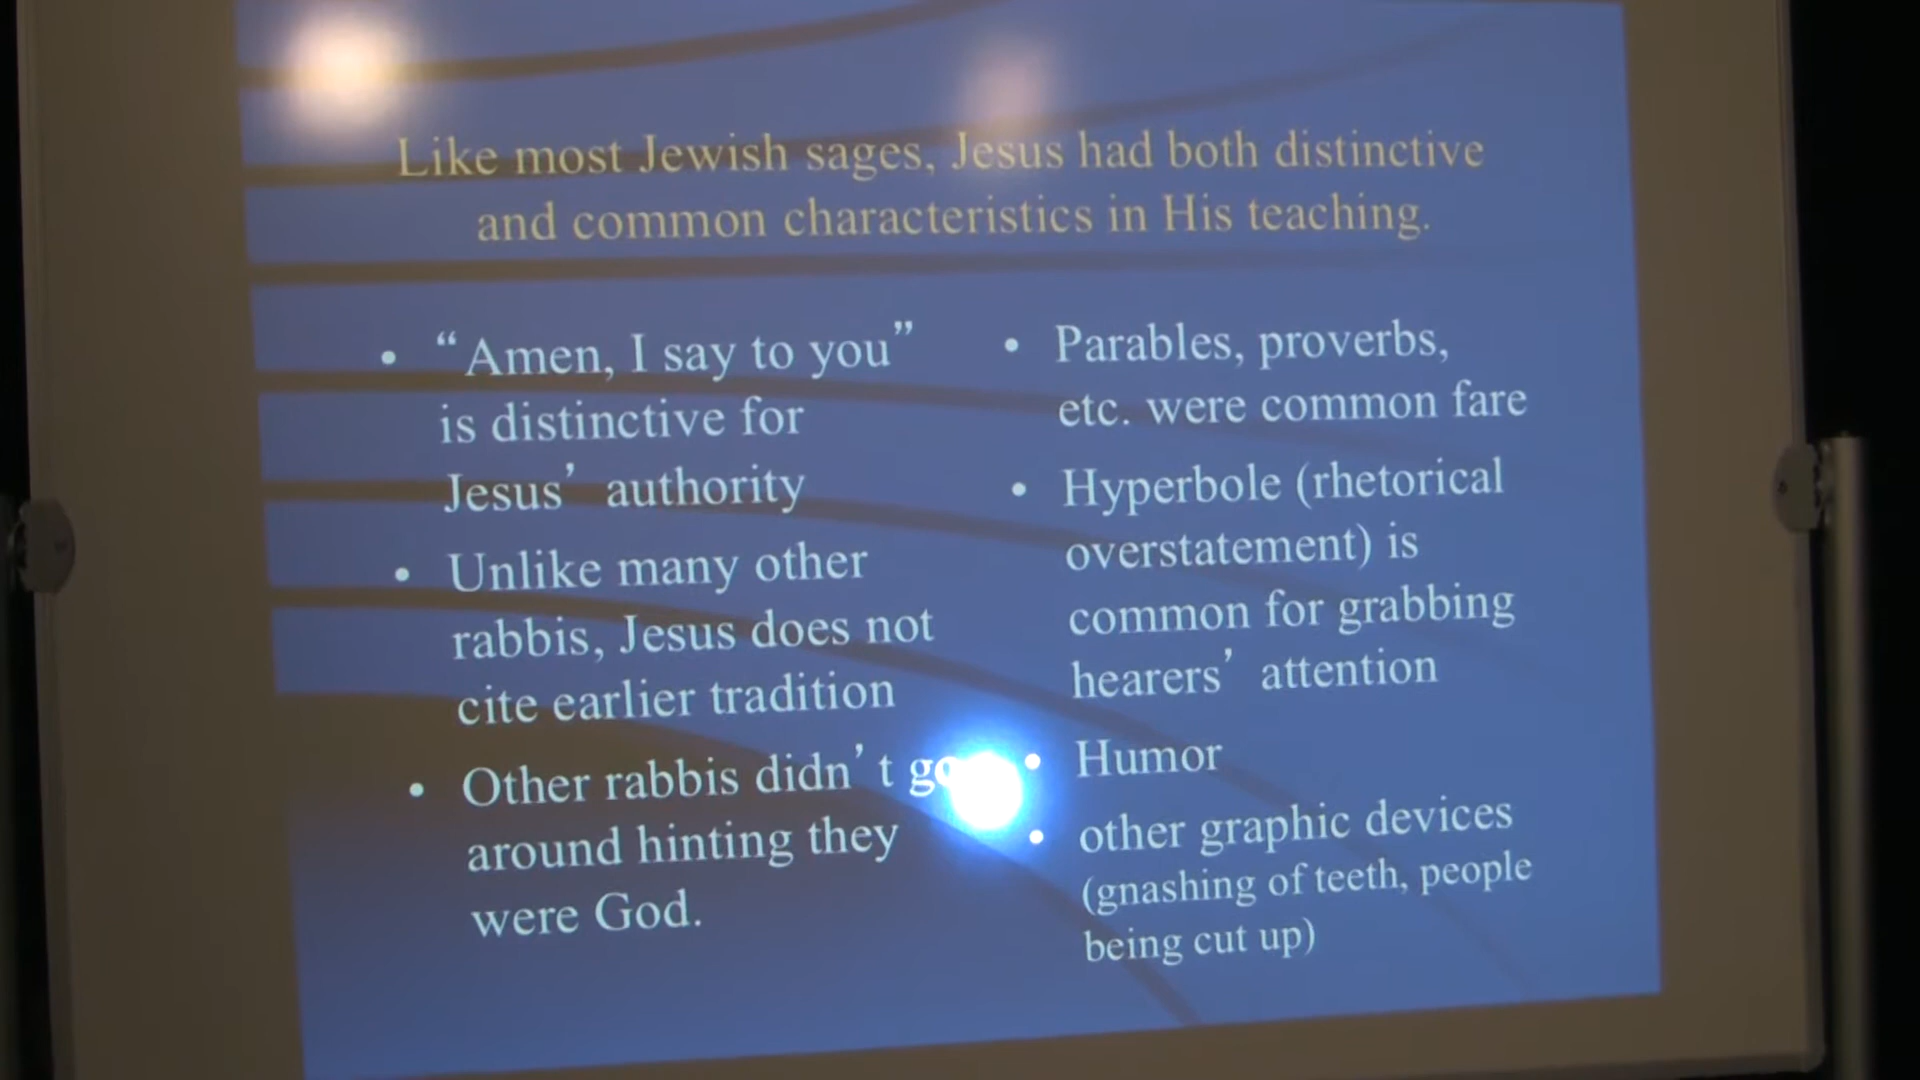 Like most Jewish sages, Jesus had both distinctive
and common characteristics in His teaching.
• “Amen, I say to you”
is distinctive for
Jesus’ authority
• Unlike many other
rabbis, Jesus does not
cite earlier tradition
• Other rabbis didn’t go
around hinting they
were God.
• Parables, proverbs,
etc. were common fare
• Hyperbole (rhetorical
overstatement) is
common for grabbing
hearers’ attention
• Humor
• other graphic devices
(gnashing of teeth, people
being cut up)